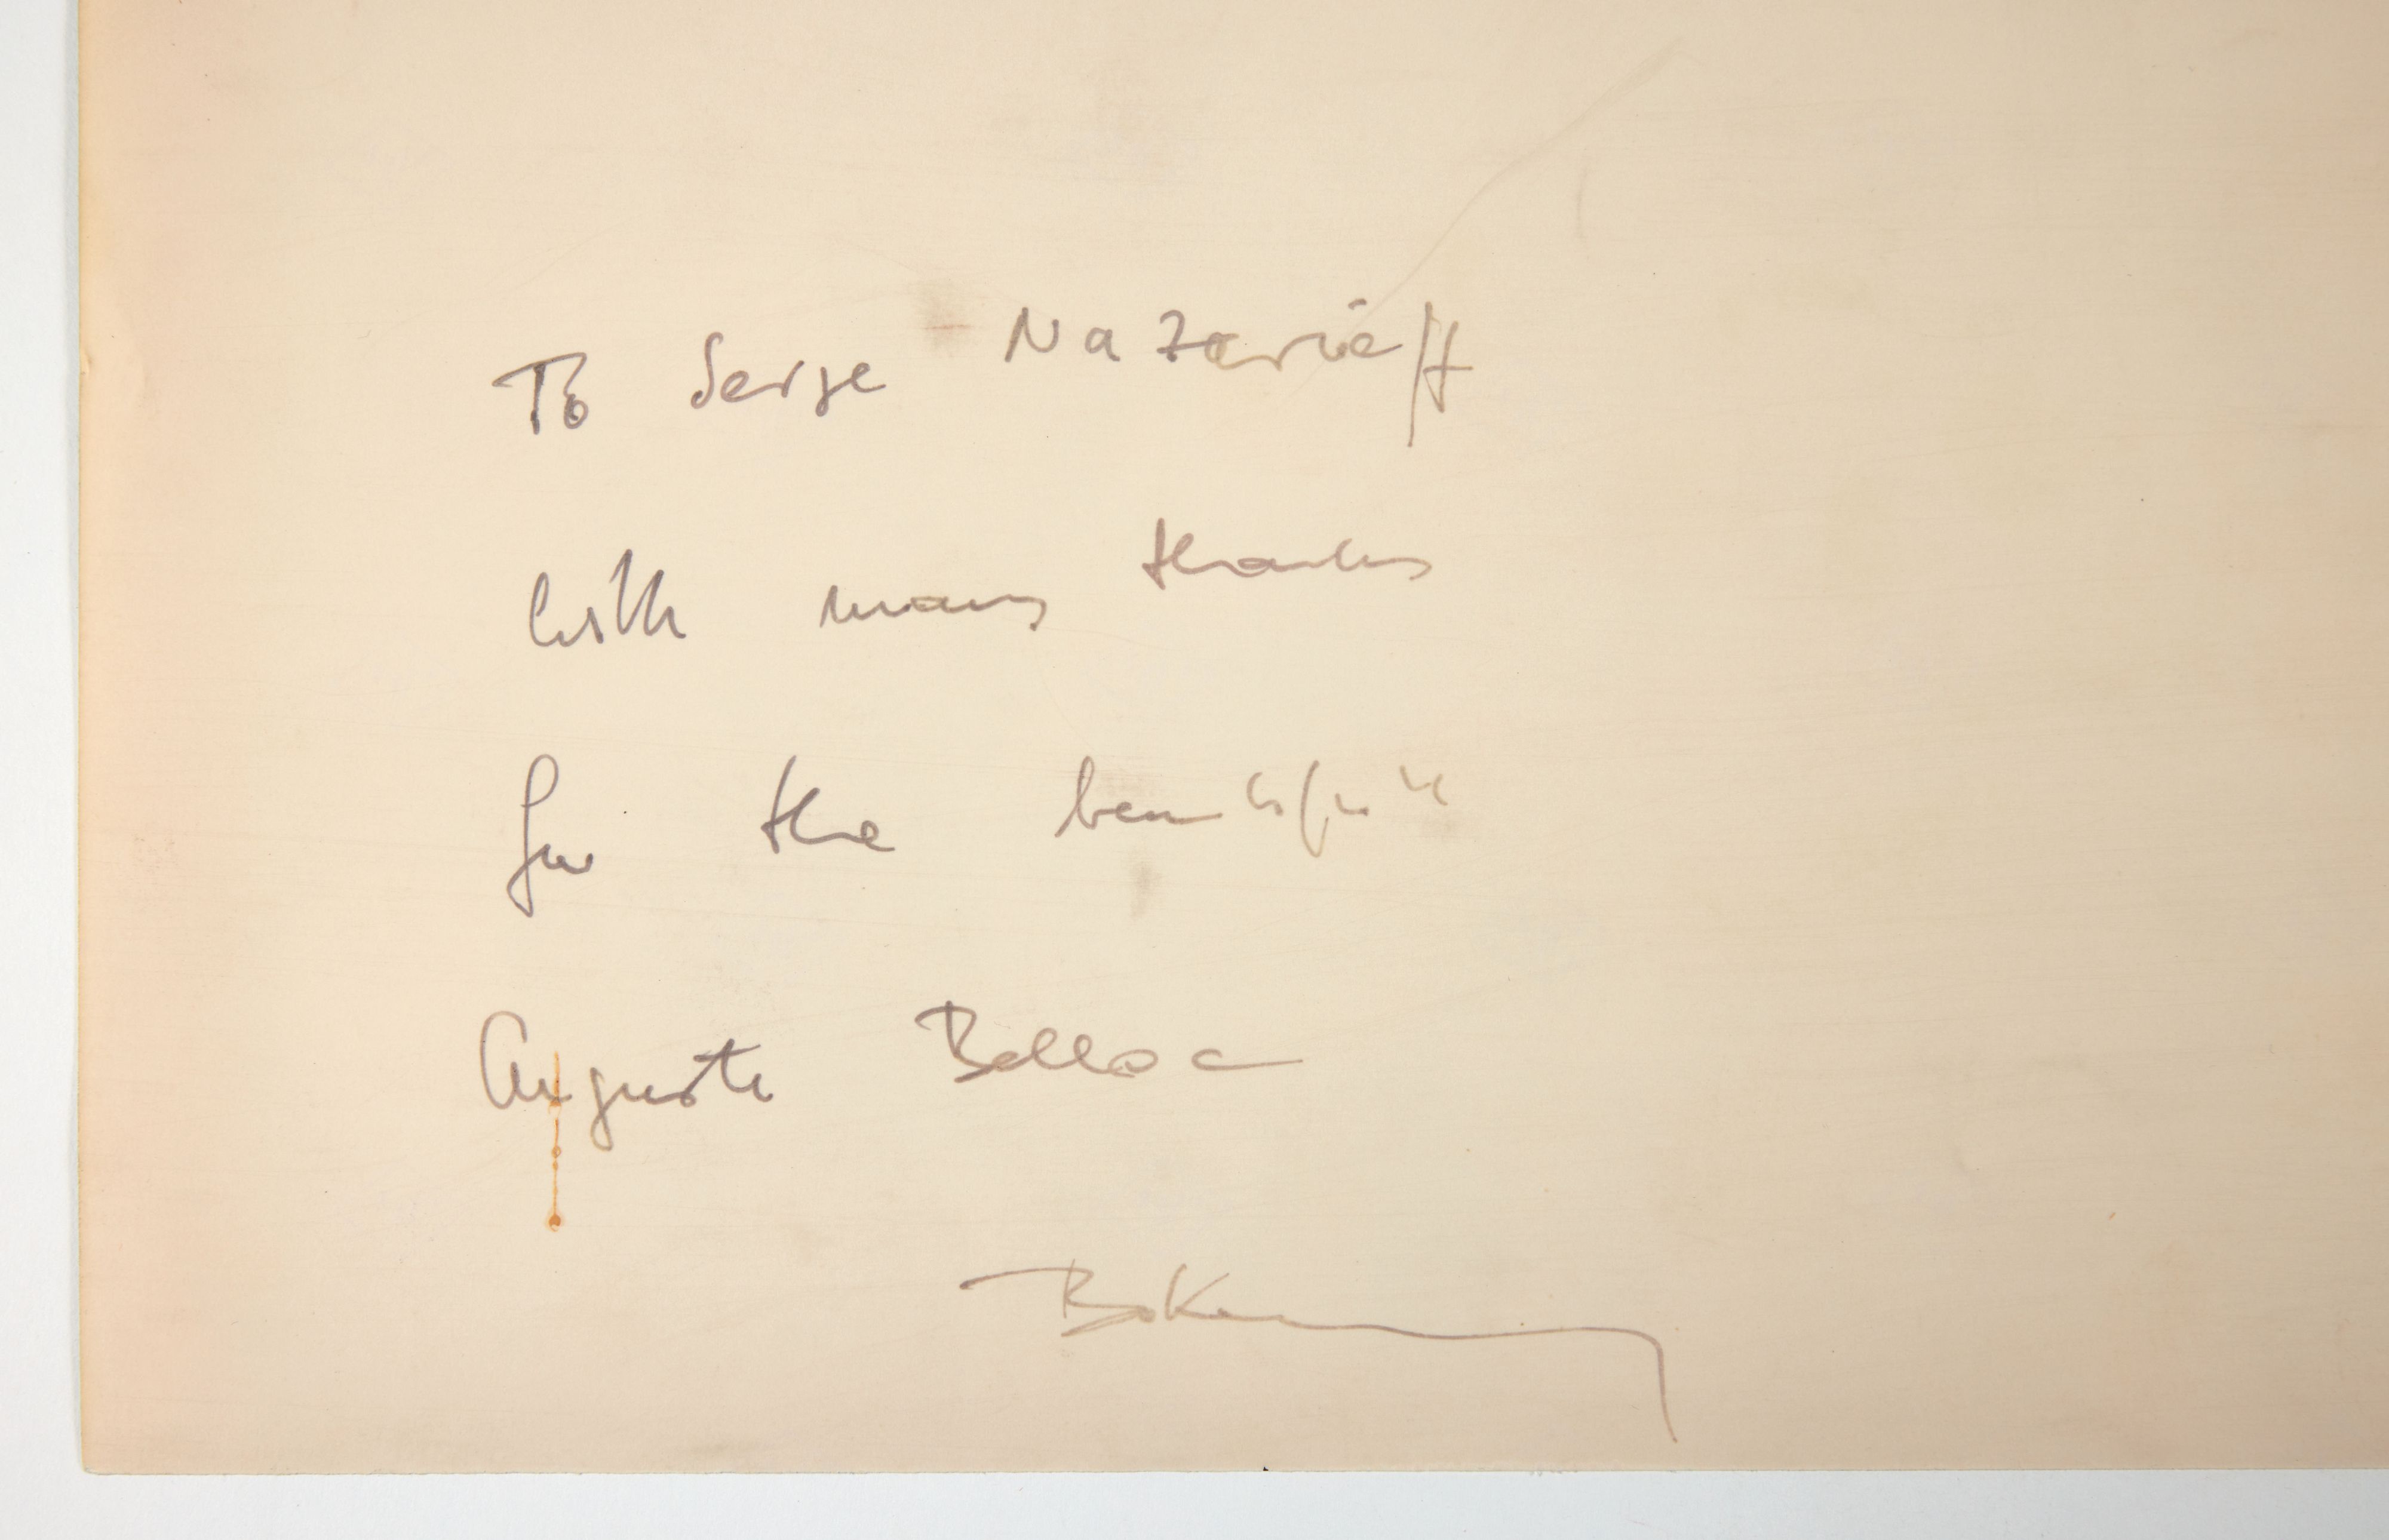 To Serge Nazarieff
With many thanks
for the beautiful
Auguste Belloc